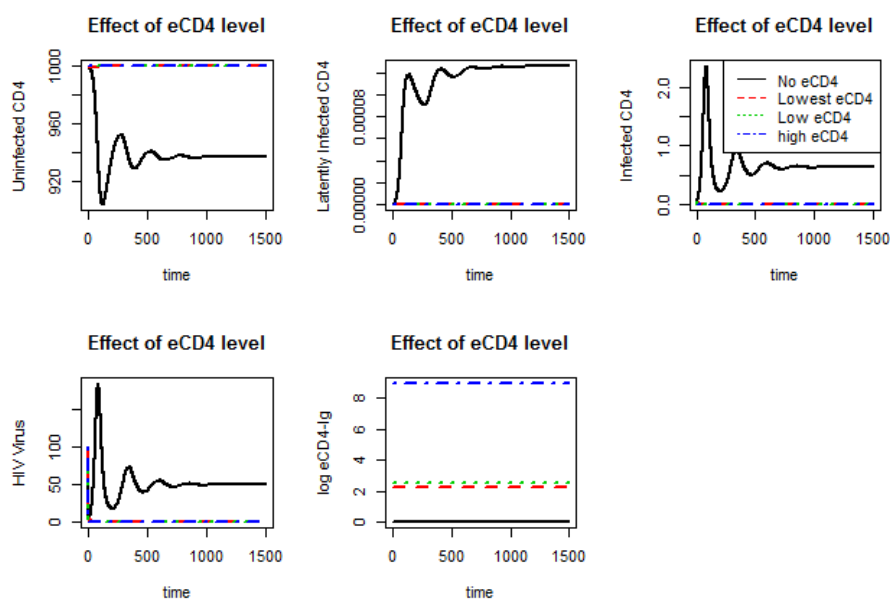 Effect of eCD4 level
Effect of eCD4 level
Effect of eCD4 level
Uninfected CD4
1000
960
920
0 500 1000 1500
time
Latently Infected CD4
0.00008
0.00000
0 500 1000 1500
time
Infected CD4
2.0
1.0
0.0
No eCD4
Lowest eCD4
Low eCD4
high eCD4
0 500 1000 1500
time
Effect of eCD4 level
Effect of eCD4 level
HIV Virus
100
50
0
0 500 1000 1500
time
log eCD4-Ig
8
6
4
2
0
0 500 1000 1500
time